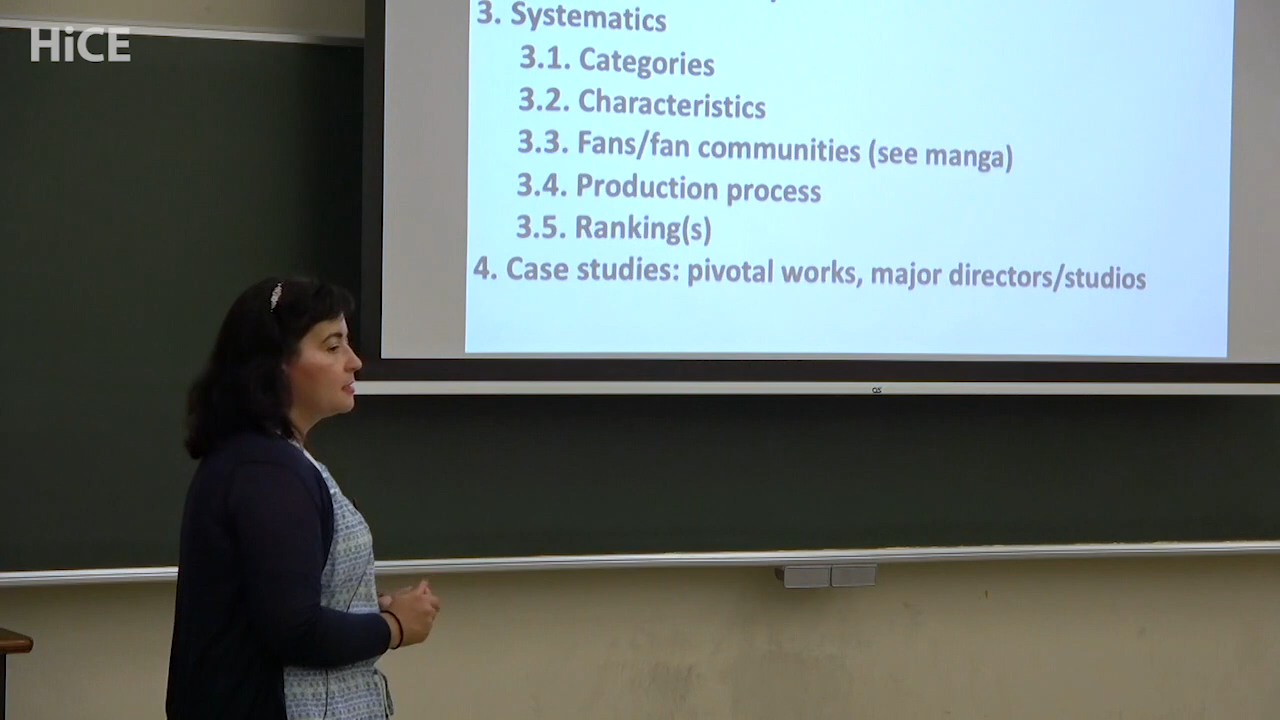 HiCE
3. Systematics
3.1. Categories
3.2. Characteristics
3.3. Fans/fan communities (see manga)
3.4. Production process
3.5. Ranking(s)
4. Case studies: pivotal works, major directors/studios